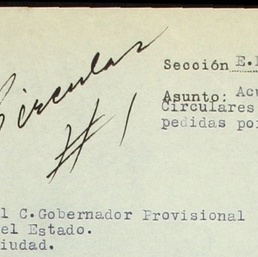 Circular
#1
Sección E.
Asunto: Acu
Circulares
pedidas por
l C.Gobernador Provisional
el Estado.
iudad.